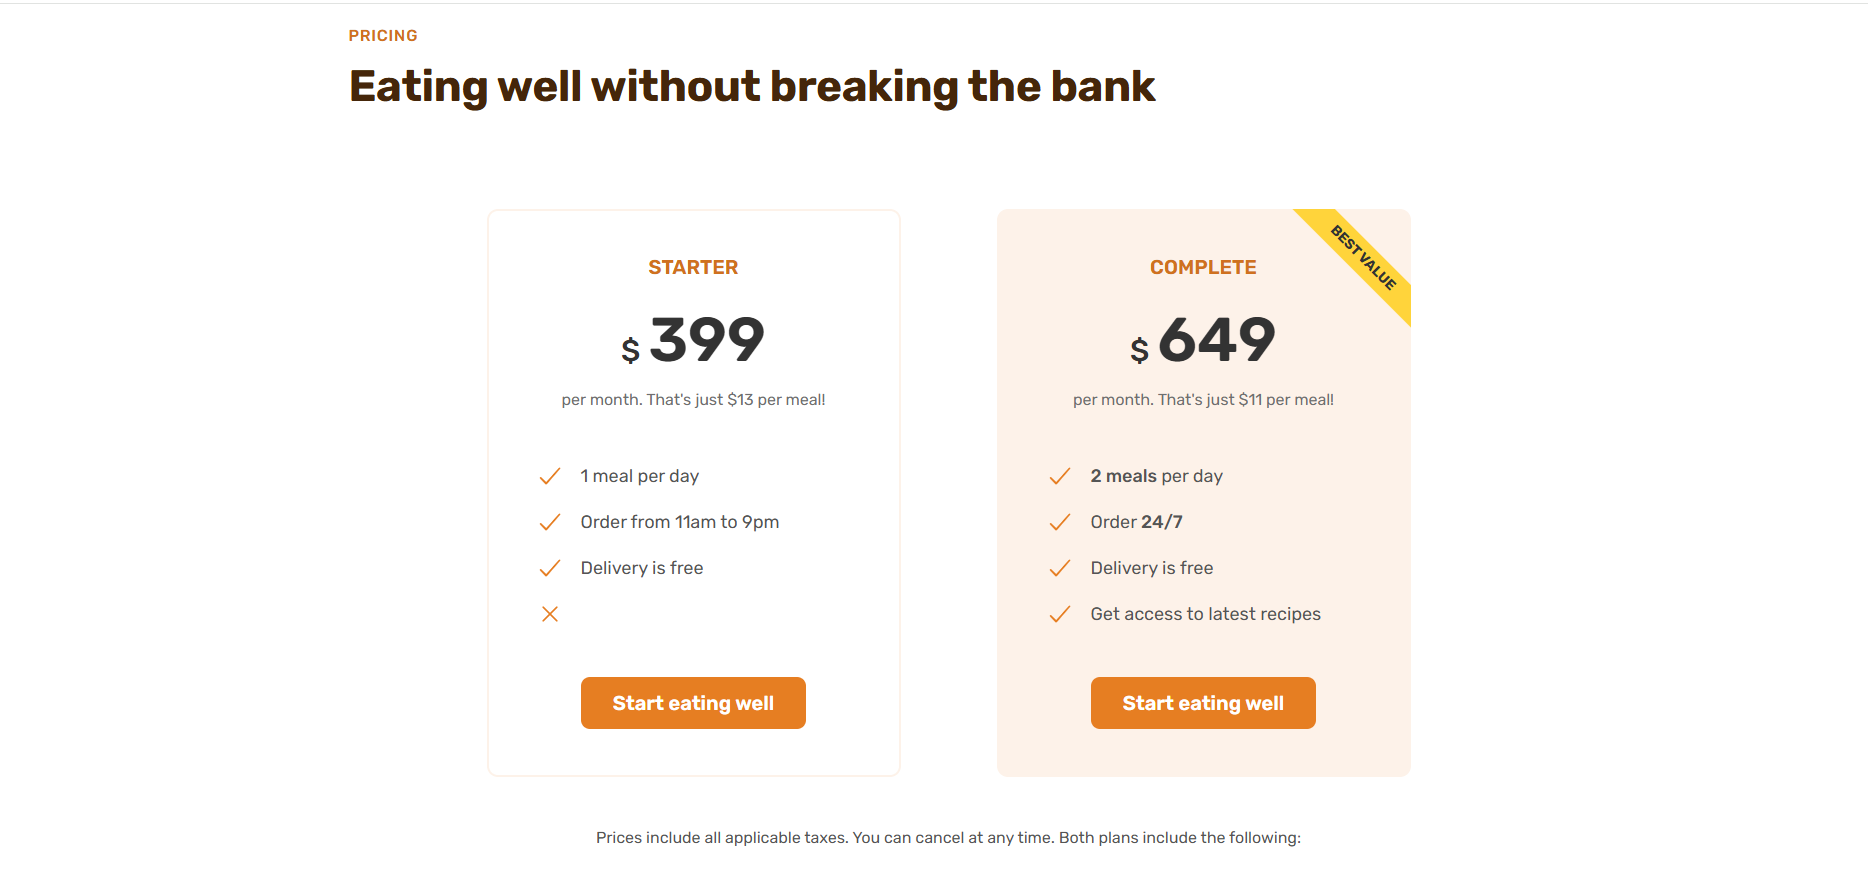 PRICING
Eating well without breaking the bank
STARTER
$ 399
per month. That's just $13 per meal!
1 meal per day
Order from 11am to 9pm
Delivery is free
Start eating well
BEST VALUE
COMPLETE
$ 649
per month. That's just $11 per meal!
2 meals per day
Order 24/7
Delivery is free
Get access to latest recipes
Start eating well
Prices include all applicable taxes. You can cancel at any time. Both plans include the following: